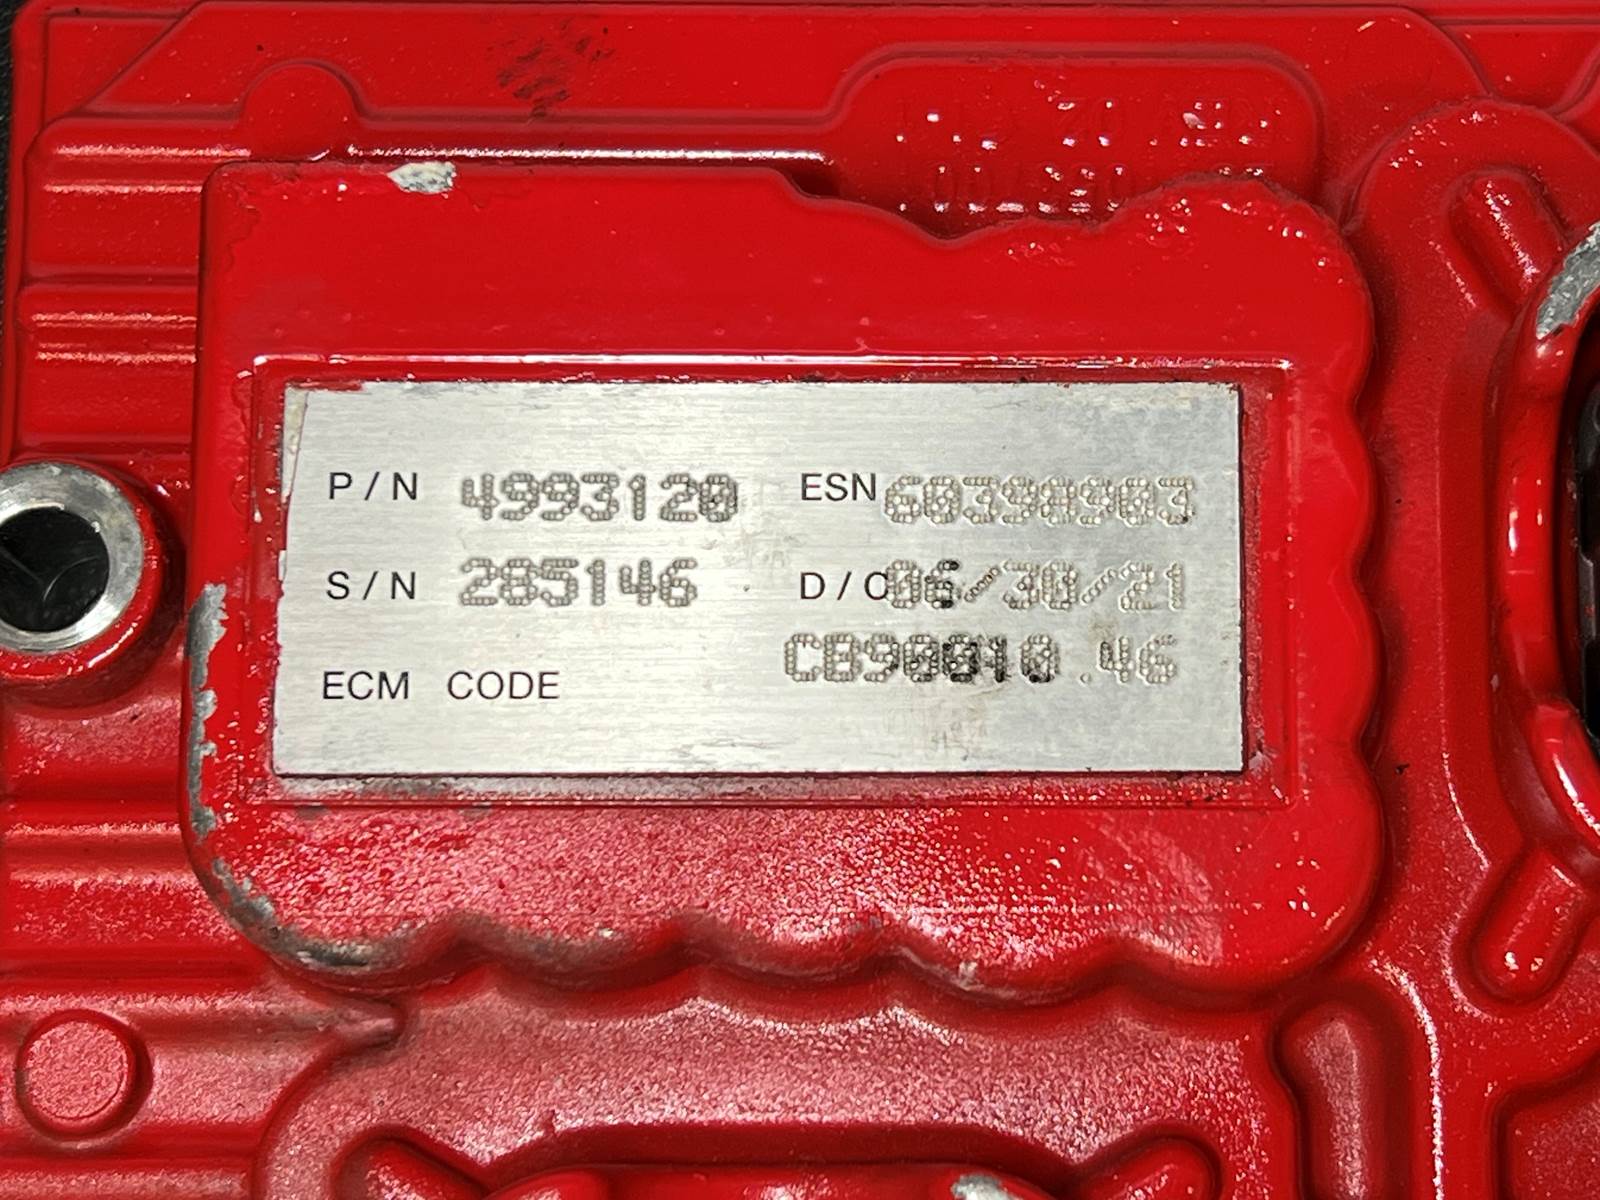 P/N 4993120 ESN 60398903
S/N 285146 D/C 06/30/21
CB90010.46
ECM CODE